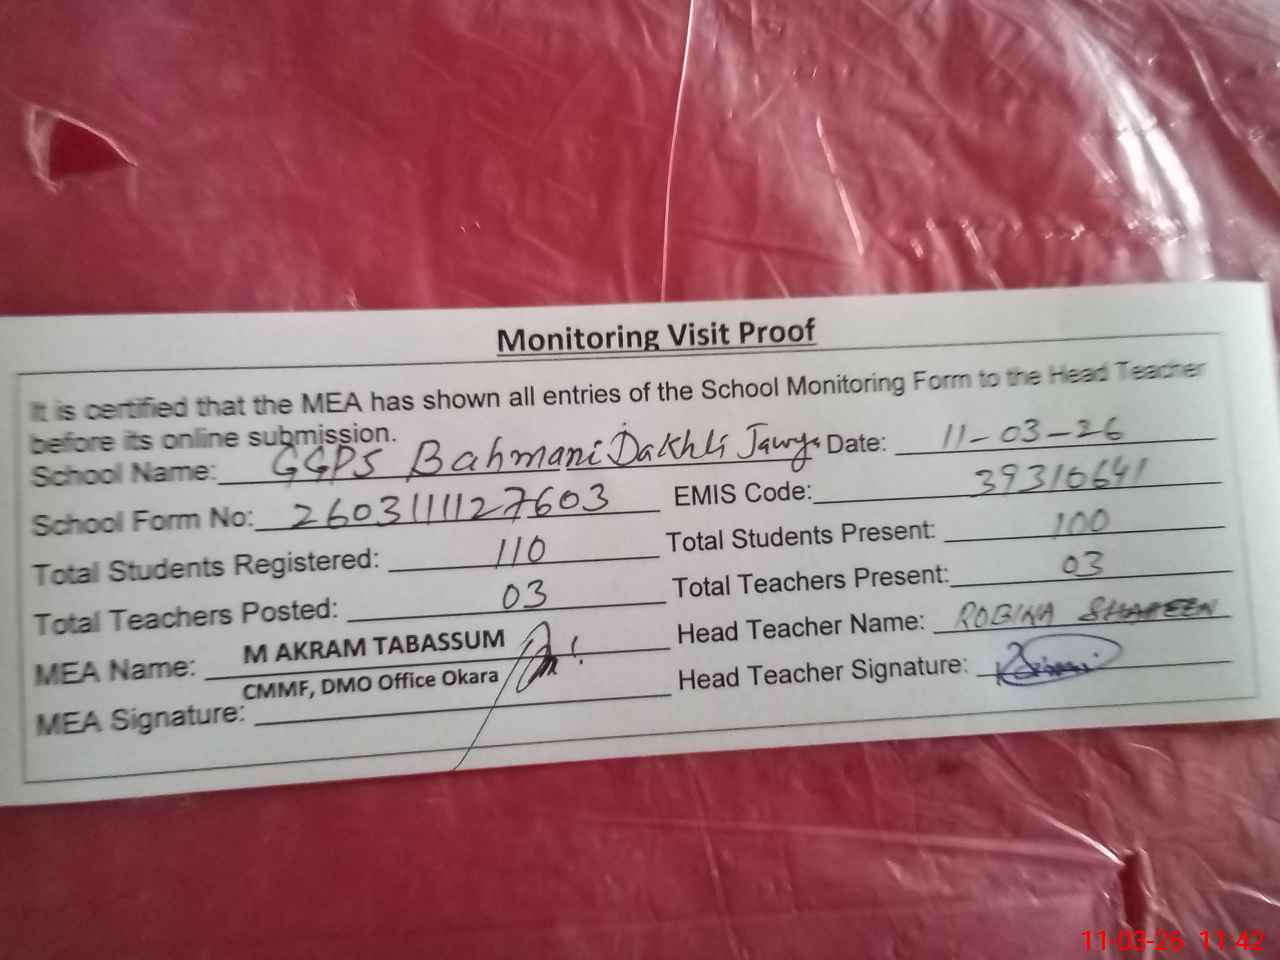 Monitoring Visit Proof
It is certified that the MEA has shown all entries of the School Monitoring Form to the Head Teacher
before its online submission.
School Name: GGPS Bahmani Dakhli Date: 11-03-26
School Form No: 2603111127603 EMIS Code: 39310641
Total Students Registered: 110 Total Students Present: 100
Total Teachers Posted: 03 Total Teachers Present: 03
MEA Name: M AKRAM TABASSUM Head Teacher Name: ROBINA SHAHEEN
CMMF, DMO Office Okara
MEA Signature: Head Teacher Signature:
11-03-26 11:42